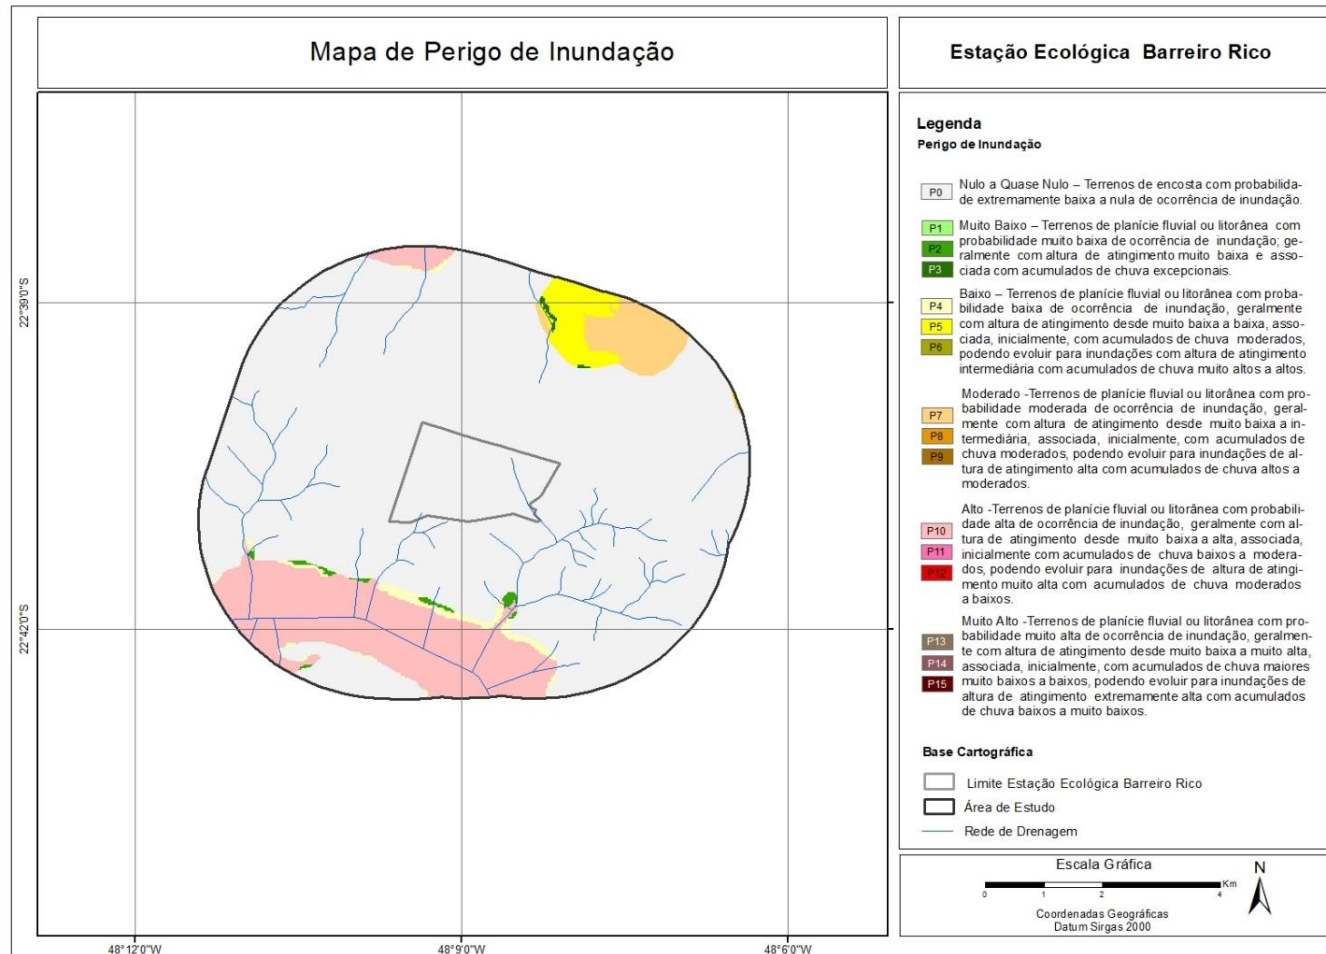 Mapa de Perigo de Inundação
Estação Ecológica Barreiro Rico
22°39'0"S
22°42'0"S
48°12'0"W
48°9'0"W
48°6'0"W
Legenda
Perigo de Inundação
P0
Nulo a Quase Nulo – Terrenos de encosta com probabilida-
de extremamente baixa a nula de ocorrência de inundação.
P1
P2
P3
Muito Baixo – Terrenos de planície fluvial ou litorânea com
probabilidade muito baixa de ocorrência de inundação; ge-
ralmente com altura de atingimento muito baixa e asso-
ciada com acumulados de chuva excepcionais.
P4
P5
P6
Baixo – Terrenos de planície fluvial ou litorânea com proba-
bilidade baixa de ocorrência de inundação, geralmente
com altura de atingimento desde muito baixa a baixa, asso-
ciada, inicialmente, com acumulados de chuva moderados,
podendo evoluir para inundações com altura de atingimento
intermediária com acumulados de chuva muito altos a altos.
P7
P8
P9
Moderado -Terrenos de planície fluvial ou litorânea com pro-
babilidade moderada de ocorrência de inundação, geral-
mente com altura de atingimento desde muito baixa a in-
termediária, associada, inicialmente, com acumulados de
chuva moderados, podendo evoluir para inundações de al-
tura de atingimento alta com acumulados de chuva altos a
moderados.
P10
P11
P12
Alto -Terrenos de planície fluvial ou litorânea com probabili-
dade alta de ocorrência de inundação, geralmente com al-
tura de atingimento desde muito baixa a alta, associada,
inicialmente com acumulados de chuva baixos a modera-
dos, podendo evoluir para inundações de altura de atingi-
mento muito alta com acumulados de chuva moderados
a baixos.
P13
P14
P15
Muito Alto -Terrenos de planície fluvial ou litorânea com pro-
babilidade muito alta de ocorrência de inundação, geralmen-
te com altura de atingimento desde muito baixa a muito alta,
associada, inicialmente, com acumulados de chuva maiores
muito baixos a baixos, podendo evoluir para inundações de
altura de atingimento extremamente alta com acumulados
de chuva baixos a muito baixos.
Base Cartográfica
Limite Estação Ecológica Barreiro Rico
Área de Estudo
Rede de Drenagem
Escala Gráfica
Km
0 1 2 4
N
Coordenadas Geográficas
Datum Sirgas 2000